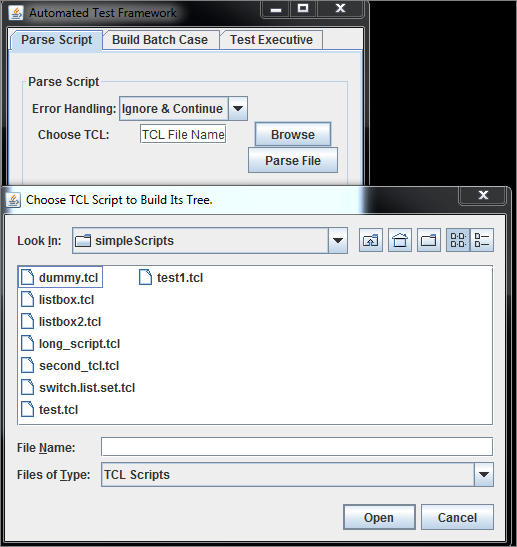 Automated Test Framework
Parse Script
Build Batch Case
Test Executive
Parse Script
Error Handling: Ignore & Continue
Choose TCL: TCL File Name Browse
Parse File
Choose TCL Script to Build Its Tree.
Look In: simpleScripts
dummy.tcl
listbox.tcl
listbox2.tcl
long_script.tcl
second_tcl.tcl
switch.list.set.tcl
test.tcl
test1.tcl
File Name:
Files of Type: TCL Scripts
Open Cancel